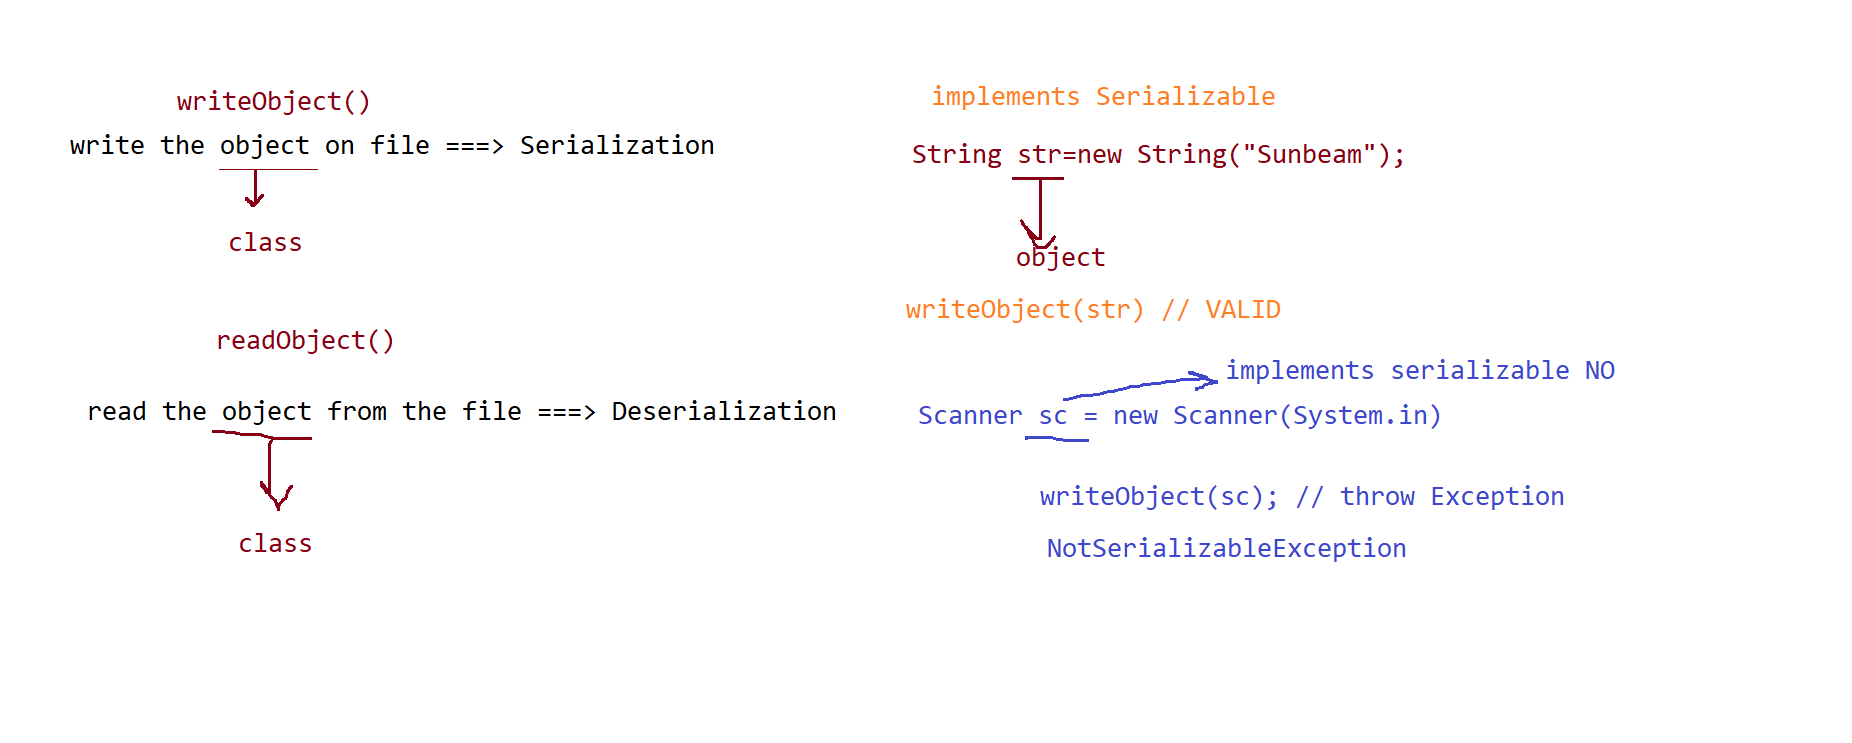 writeObject()
write the object on file ===> Serialization
class
readObject()
read the object from the file ===> Deserialization
class
implements Serializable
String str=new String("Sunbeam");
object
writeObject(str) // VALID
implements serializable NO
Scanner sc = new Scanner(System.in)
writeObject(sc); // throw Exception
NotSerializableException